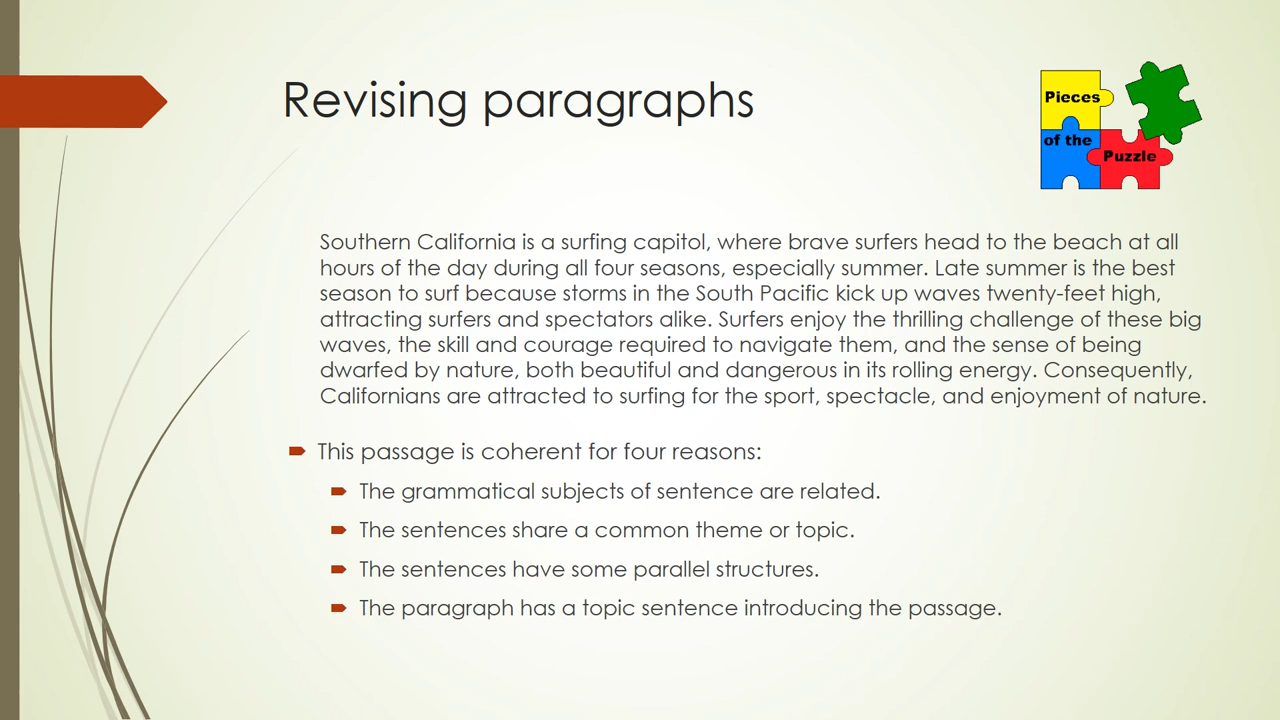 Revising paragraphs
Pieces
of the
Puzzle
Southern California is a surfing capitol, where brave surfers head to the beach at all
hours of the day during all four seasons, especially summer. Late summer is the best
season to surf because storms in the South Pacific kick up waves twenty-feet high,
attracting surfers and spectators alike. Surfers enjoy the thrilling challenge of these big
waves, the skill and courage required to navigate them, and the sense of being
dwarfed by nature, both beautiful and dangerous in its rolling energy. Consequently,
Californians are attracted to surfing for the sport, spectacle, and enjoyment of nature.
This passage is coherent for four reasons:
The grammatical subjects of sentence are related.
The sentences share a common theme or topic.
The sentences have some parallel structures.
The paragraph has a topic sentence introducing the passage.